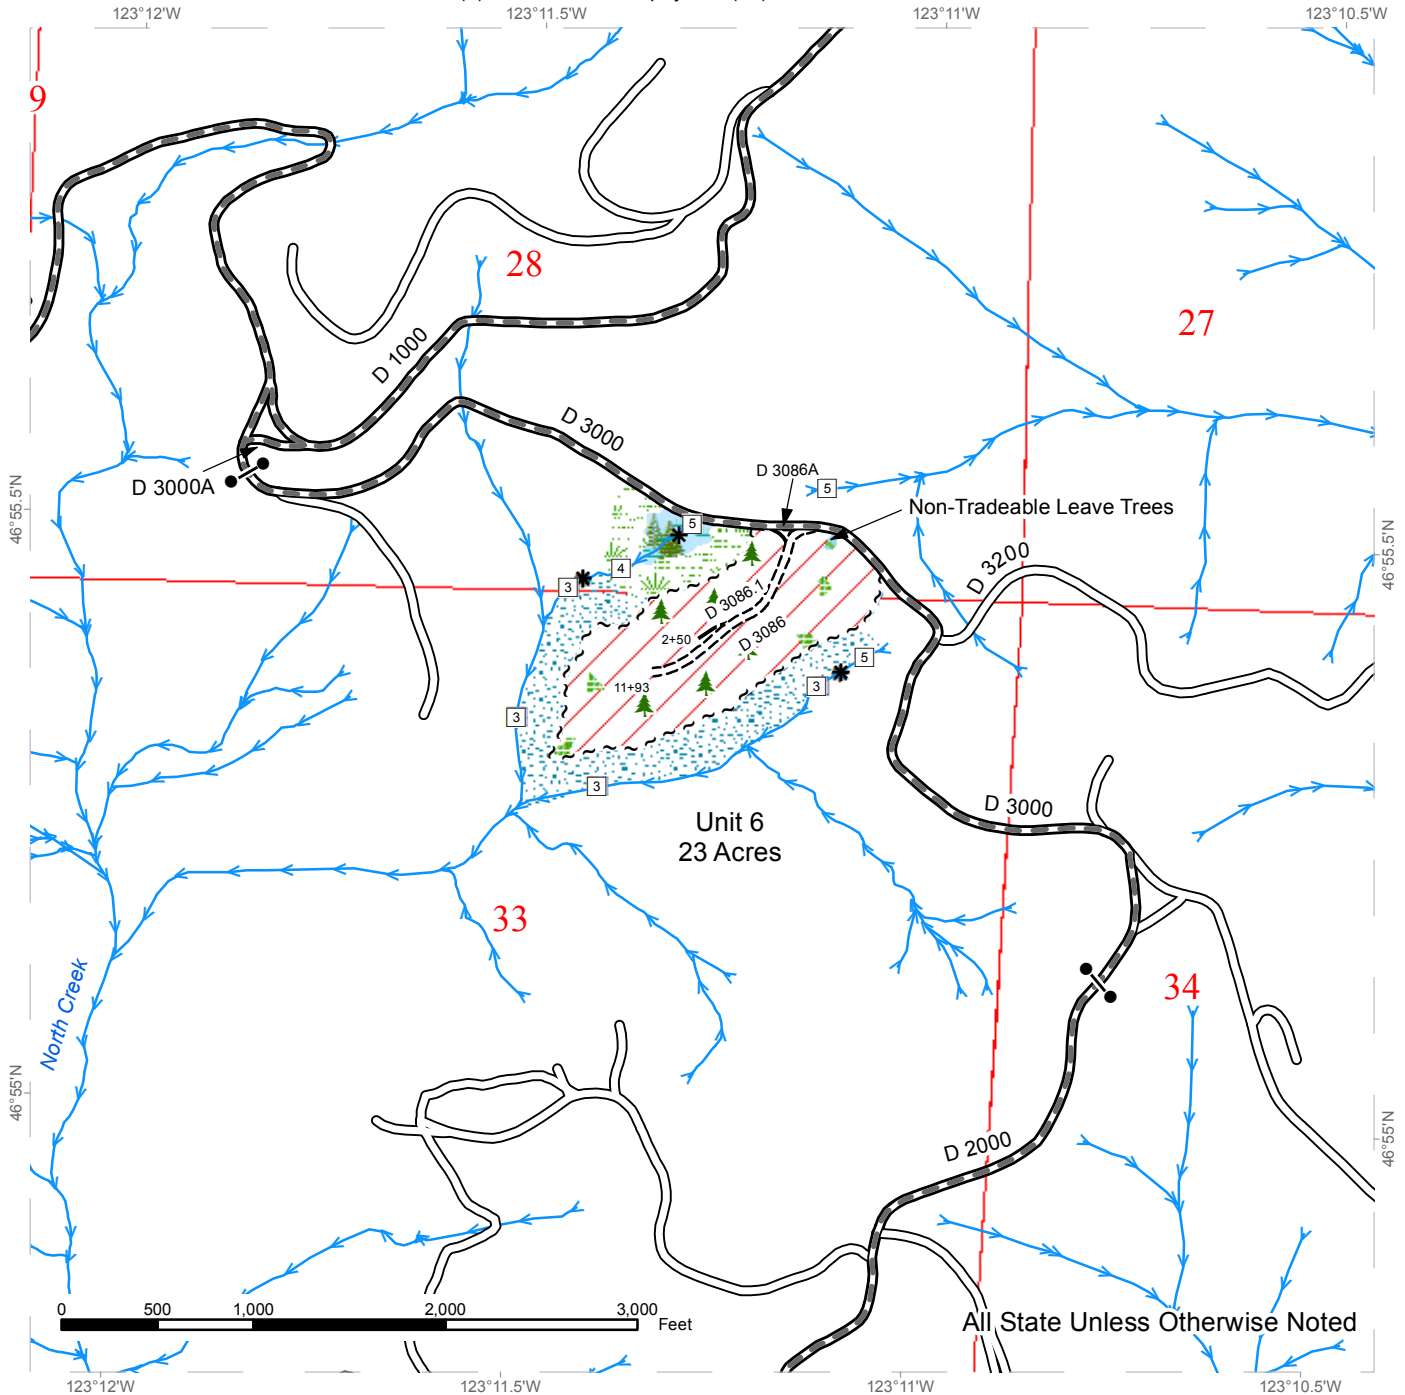 123°12'W
123°11.5'W
123°11'W
123°10.5'W
9
28
27
D 1000
D 3000
D 3000A
D 3086A
5
Non-Tradeable Leave Trees
46°55.5'N
46°55.5'N
5
4
3
D 3200
D 3086.1
2+50
D 3086
5
11+93
3
3
3
D 3000
Unit 6
23 Acres
33
34
North Creek
46°55'N
46°55'N
D 2000
0
500
1,000
2,000
3,000
Feet
All State Unless Otherwise Noted
123°12'W
123°11.5'W
123°11'W
123°10.5'W